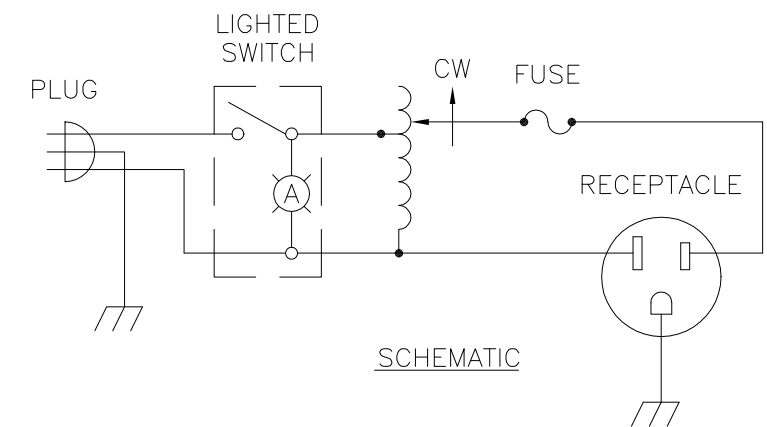 LIGHTED
SWITCH
CW
FUSE
PLUG
A
RECEPTACLE
SCHEMATIC